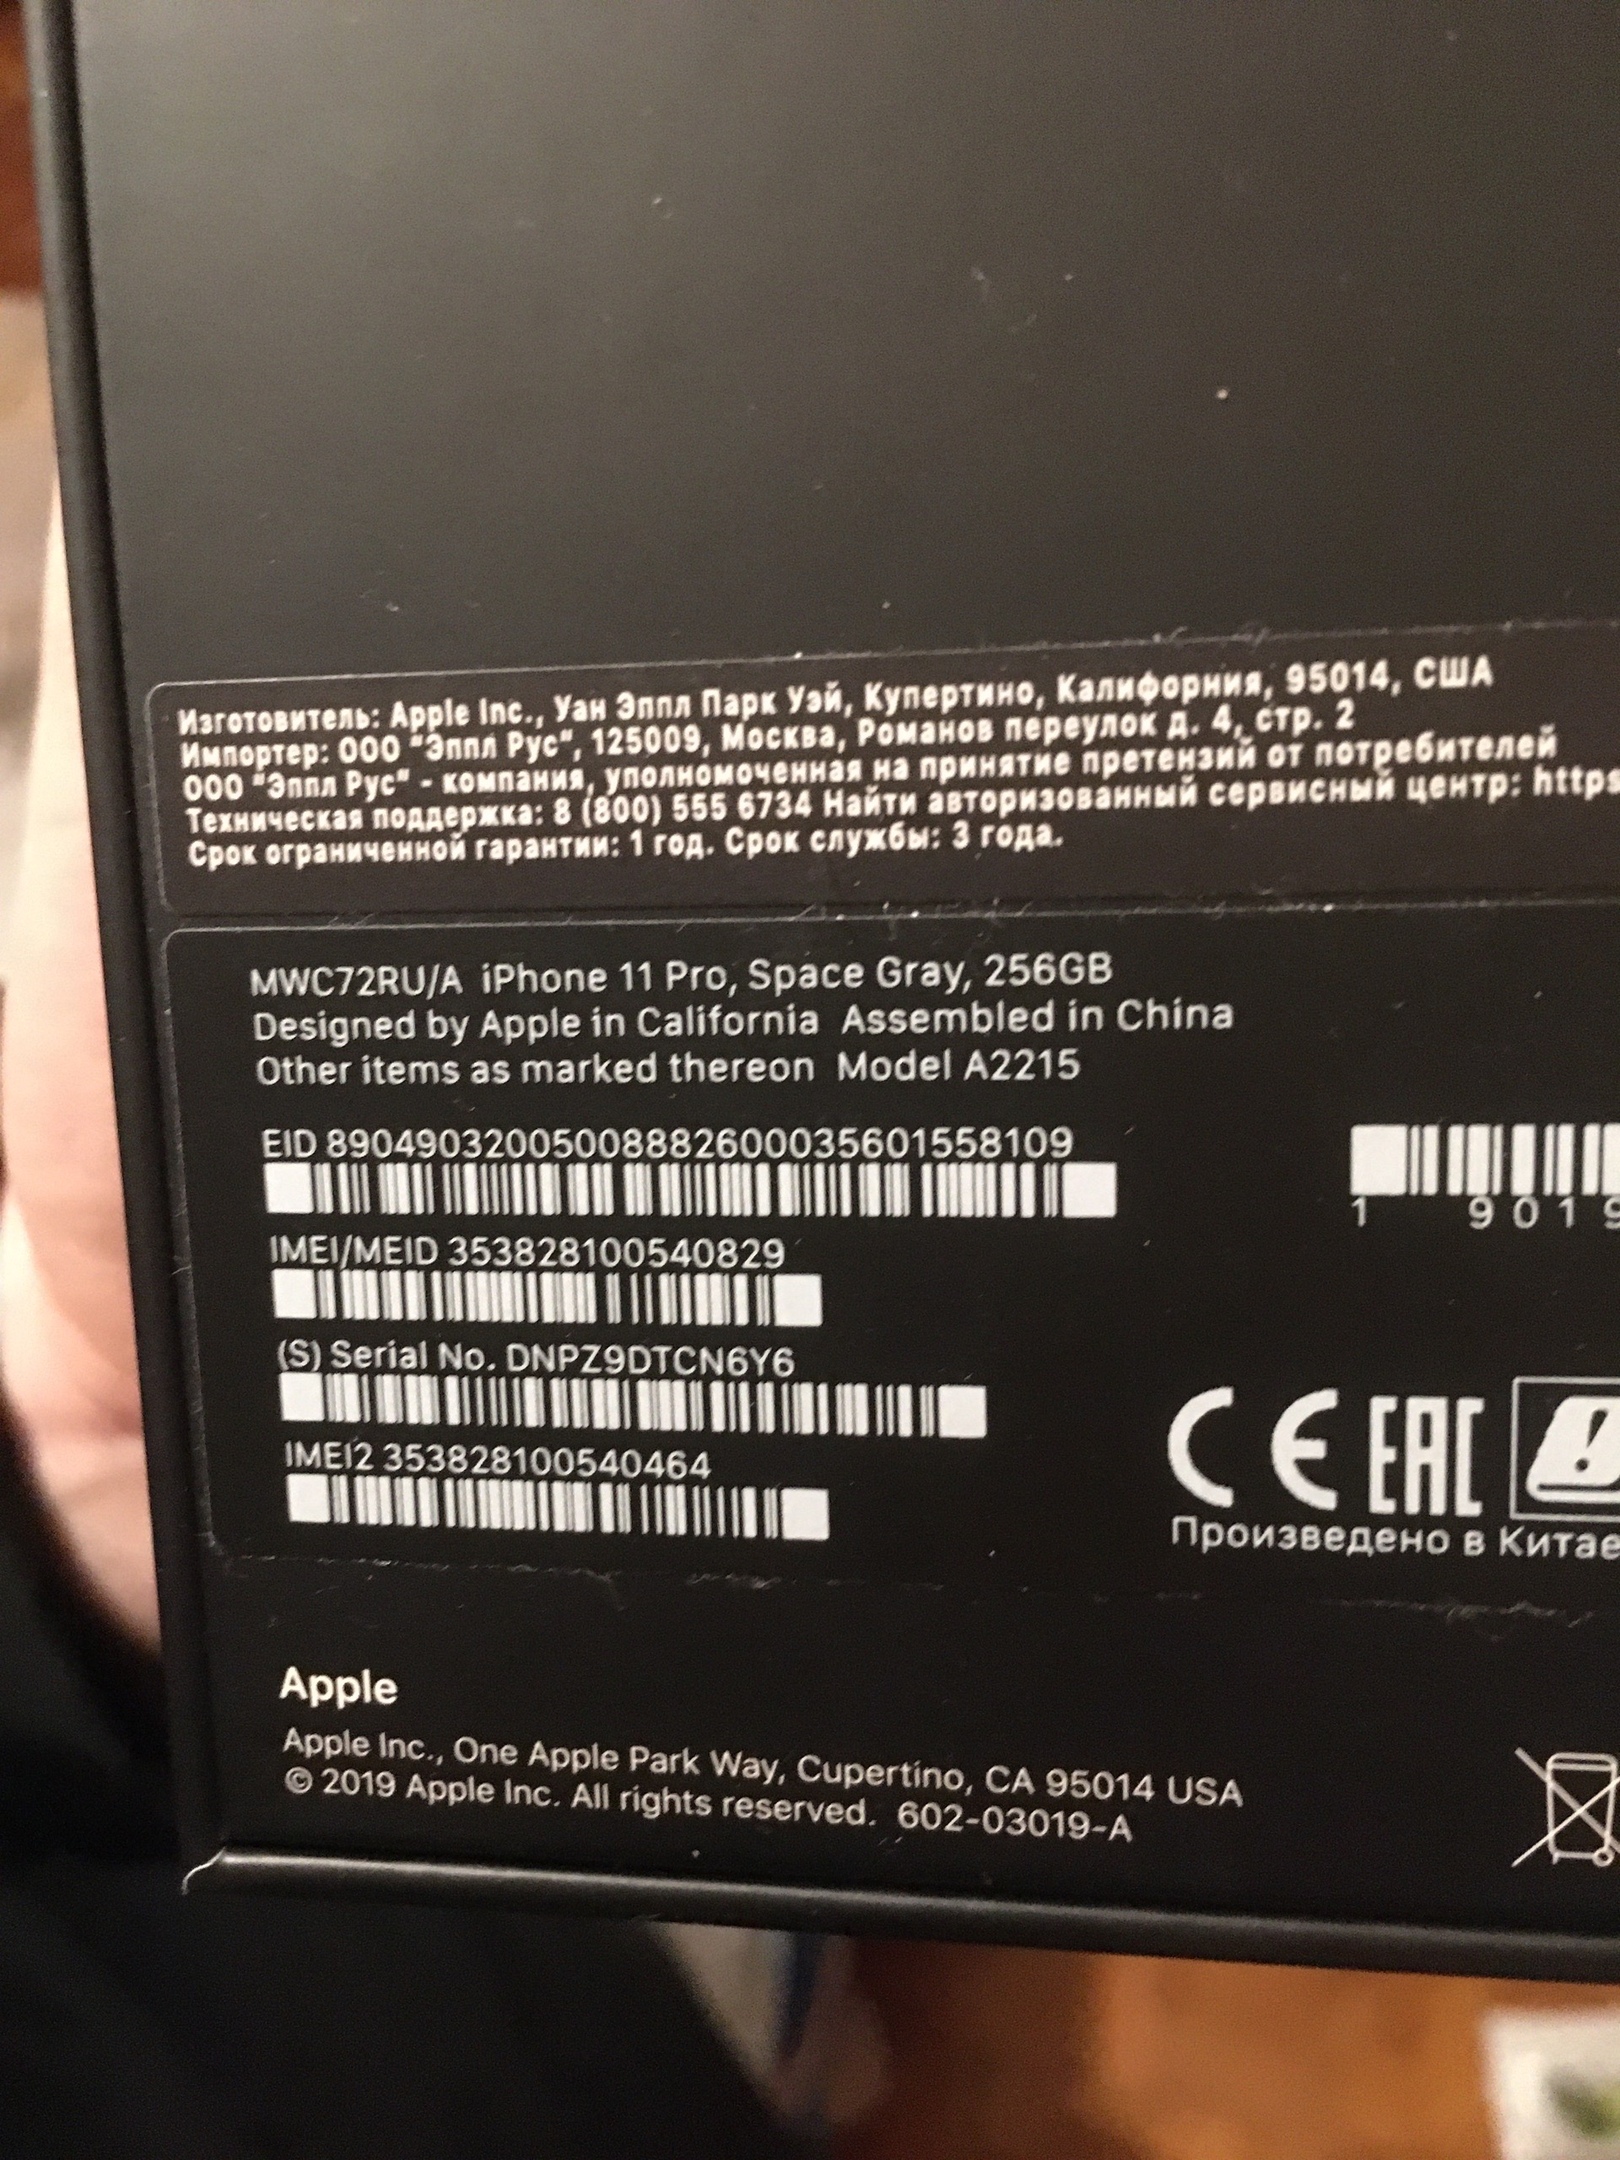 Изготовитель: Apple Inc., Уан Эппл Парк Уэй, Купертино, Калифорния, 95014, США
Импортер: ООО "Эппл Рус", 125009, Москва, Романов переулок д. 4, стр. 2
ООО "Эппл Рус" - компания, уполномоченная на принятие претензий от потребителей
Техническая поддержка: 8 (800) 555 6734 Найти авторизованный сервисный центр: https
Срок ограниченной гарантии: 1 год. Срок службы: 3 года.
MWC72RU/A iPhone 11 Pro, Space Gray, 256GB
Designed by Apple in California Assembled in China
Other items as marked thereon Model A2215
EID 89049032005008882600035601558109
1 9019
IMEI/MEID 353828100540829
(S) Serial No. DNPZ9DTCN6Y6
IMEI2 353828100540464
CE EAC
Произведено в Китае
Apple
Apple Inc., One Apple Park Way, Cupertino, CA 95014 USA
© 2019 Apple Inc. All rights reserved. 602-03019-A